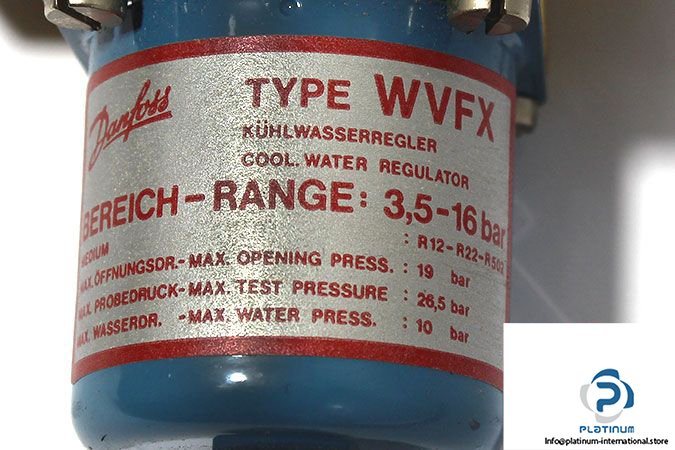 Danfoss
TYPE WVFX
KÜHLWASSERREGLER
COOL. WATER REGULATOR
BEREICH-RANGE: 3,5-16 bar
MEDIUM : R12-R22-R502
MAX. ÖFFNUNGSDR.-MAX. OPENING PRESS. : 19 bar
MAX. PROBEDRUCK-MAX. TEST PRESSURE : 26,5 bar
MAX. WASSERDR. -MAX. WATER PRESS. : 10 bar
PLATINUM
Info@platinum-international.store